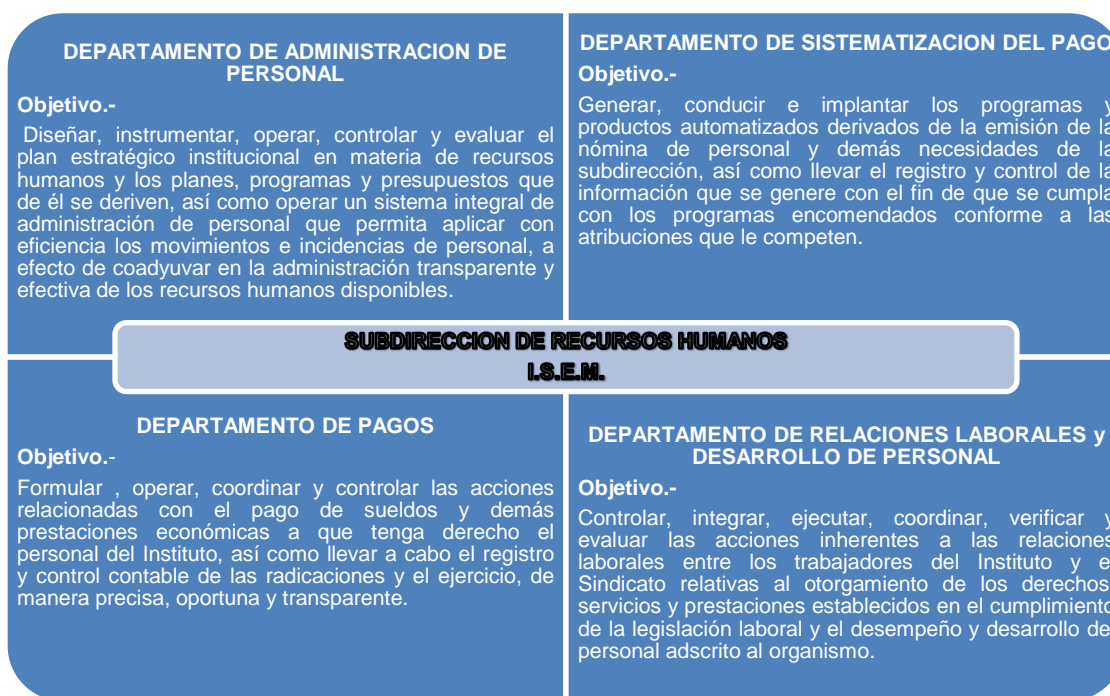 DEPARTAMENTO DE ADMINISTRACION DE
PERSONAL
Objetivo.-
Diseñar, instrumentar, operar, controlar y evaluar el
plan estratégico institucional en materia de recursos
humanos y los planes, programas y presupuestos que
de él se deriven, así como operar un sistema integral de
administración de personal que permita aplicar con
eficiencia los movimientos e incidencias de personal, a
efecto de coadyuvar en la administración transparente y
efectiva de los recursos humanos disponibles.
DEPARTAMENTO DE SISTEMATIZACION DEL PAGO
Objetivo.-
Generar, conducir e implantar los programas y
productos automatizados derivados de la emisión de la
nómina de personal y demás necesidades de la
subdirección, así como llevar el registro y control de la
información que se genere con el fin de que se cumpla
con los programas encomendados conforme a las
atribuciones que le competen.
SUBDIRECCION DE RECURSOS HUMANOS
I.S.E.M.
DEPARTAMENTO DE PAGOS
Objetivo.-
Formular , operar, coordinar y controlar las acciones
relacionadas con el pago de sueldos y demás
prestaciones económicas a que tenga derecho el
personal del Instituto, así como llevar a cabo el registro
y control contable de las radicaciones y el ejercicio, de
manera precisa, oportuna y transparente.
DEPARTAMENTO DE RELACIONES LABORALES y
DESARROLLO DE PERSONAL
Objetivo.-
Controlar, integrar, ejecutar, coordinar, verificar y
evaluar las acciones inherentes a las relaciones
laborales entre los trabajadores del Instituto y el
Sindicato relativas al otorgamiento de los derechos,
servicios y prestaciones establecidos en el cumplimiento
de la legislación laboral y el desempeño y desarrollo del
personal adscrito al organismo.